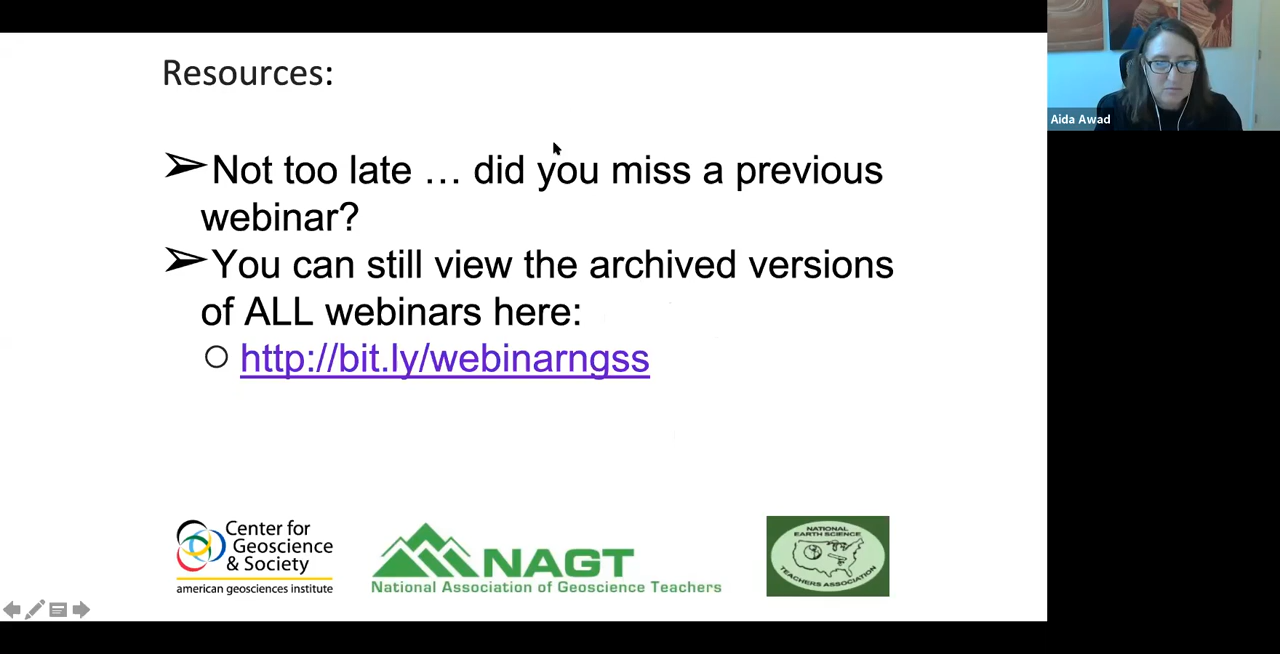 Resources:
Aida Awad
➢Not too late … did you miss a previous
webinar?
➢You can still view the archived versions
of ALL webinars here:
○ http://bit.ly/webinarngss
Center for
Geoscience
& Society
american geosciences institute
NAGT
National Association of Geoscience Teachers
NATIONAL
EARTH SCIENCE
TEACHERS ASSOCIATION